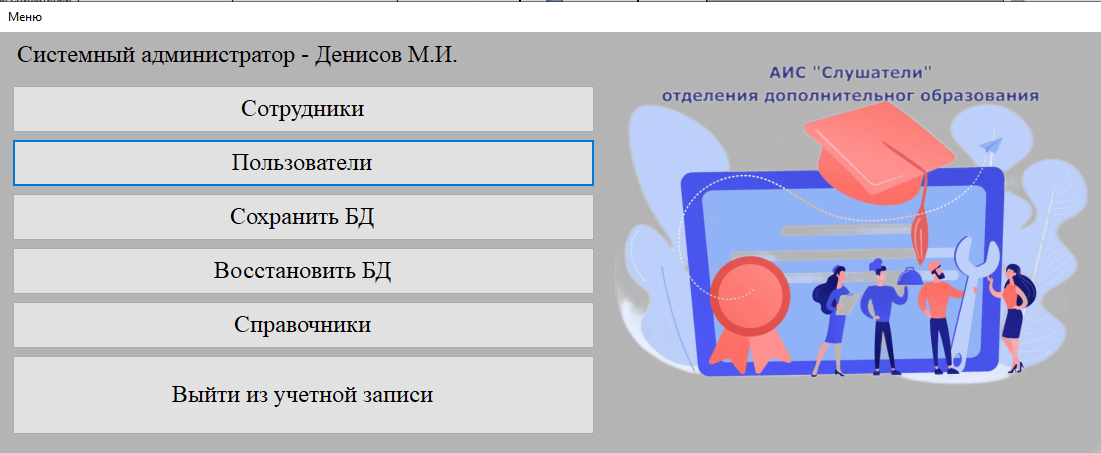 Меню
Системный администратор - Денисов М.И.
АИС "Слушатели"
отделения дополнительног образования
Сотрудники
Пользователи
Сохранить БД
Восстановить БД
Справочники
Выйти из учетной записи